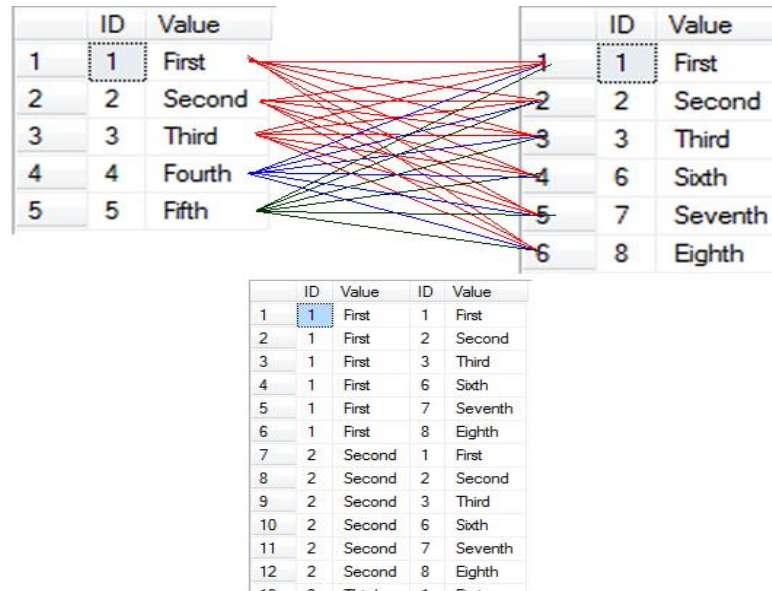 ID Value
1 1 First
2 2 Second
3 3 Third
4 4 Fourth
5 5 Fifth
ID Value
1 1 First
2 2 Second
3 3 Third
4 6 Sixth
5 7 Seventh
6 8 Eighth
ID Value ID Value
1 1 First 1 First
2 1 First 2 Second
3 1 First 3 Third
4 1 First 6 Sixth
5 1 First 7 Seventh
6 1 First 8 Eighth
7 2 Second 1 First
8 2 Second 2 Second
9 2 Second 3 Third
10 2 Second 6 Sixth
11 2 Second 7 Seventh
12 2 Second 8 Eighth